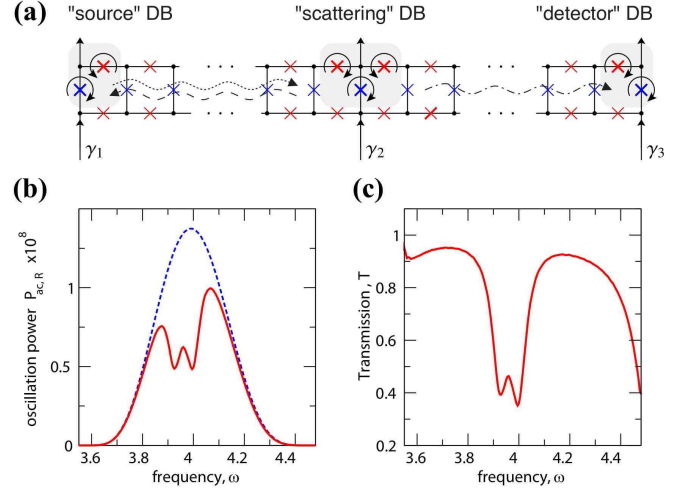 (a)
"source" DB "scattering" DB "detector" DB
. . . . . .
γ1 γ2 γ3
. . . . . .
(b)
oscillation power P ac, R x10^8
1
0.5
0
3.6 3.8 4 4.2 4.4
frequency, ω
(c)
Transmission, T
1
0.8
0.6
0.4
0.2
3.6 3.8 4 4.2 4.4
frequency, ω